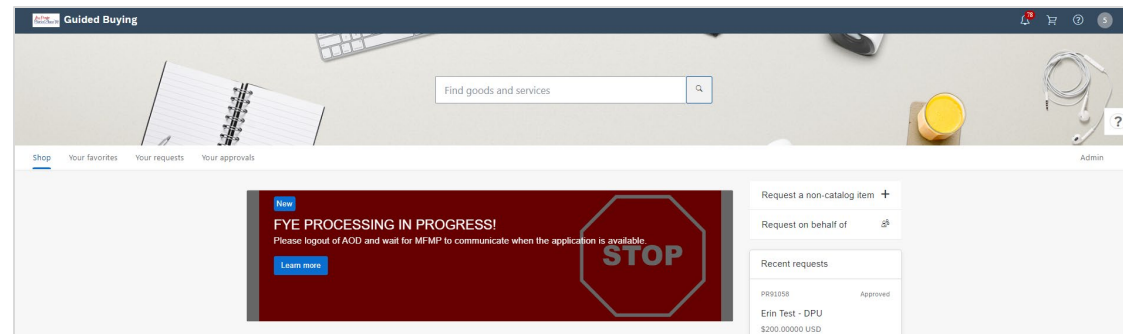 Guided Buying
78
?
S
Find goods and services
?
Shop Your favorites Your requests Your approvals
Admin
New
FYE PROCESSING IN PROGRESS!
Please logout of AOD and wait for MFMP to communicate when the application is available.
Learn more
STOP
Request a non-catalog item +
Request on behalf of
Recent requests
PR91058 Approved
Erin Test - DPU
$200.00000 USD